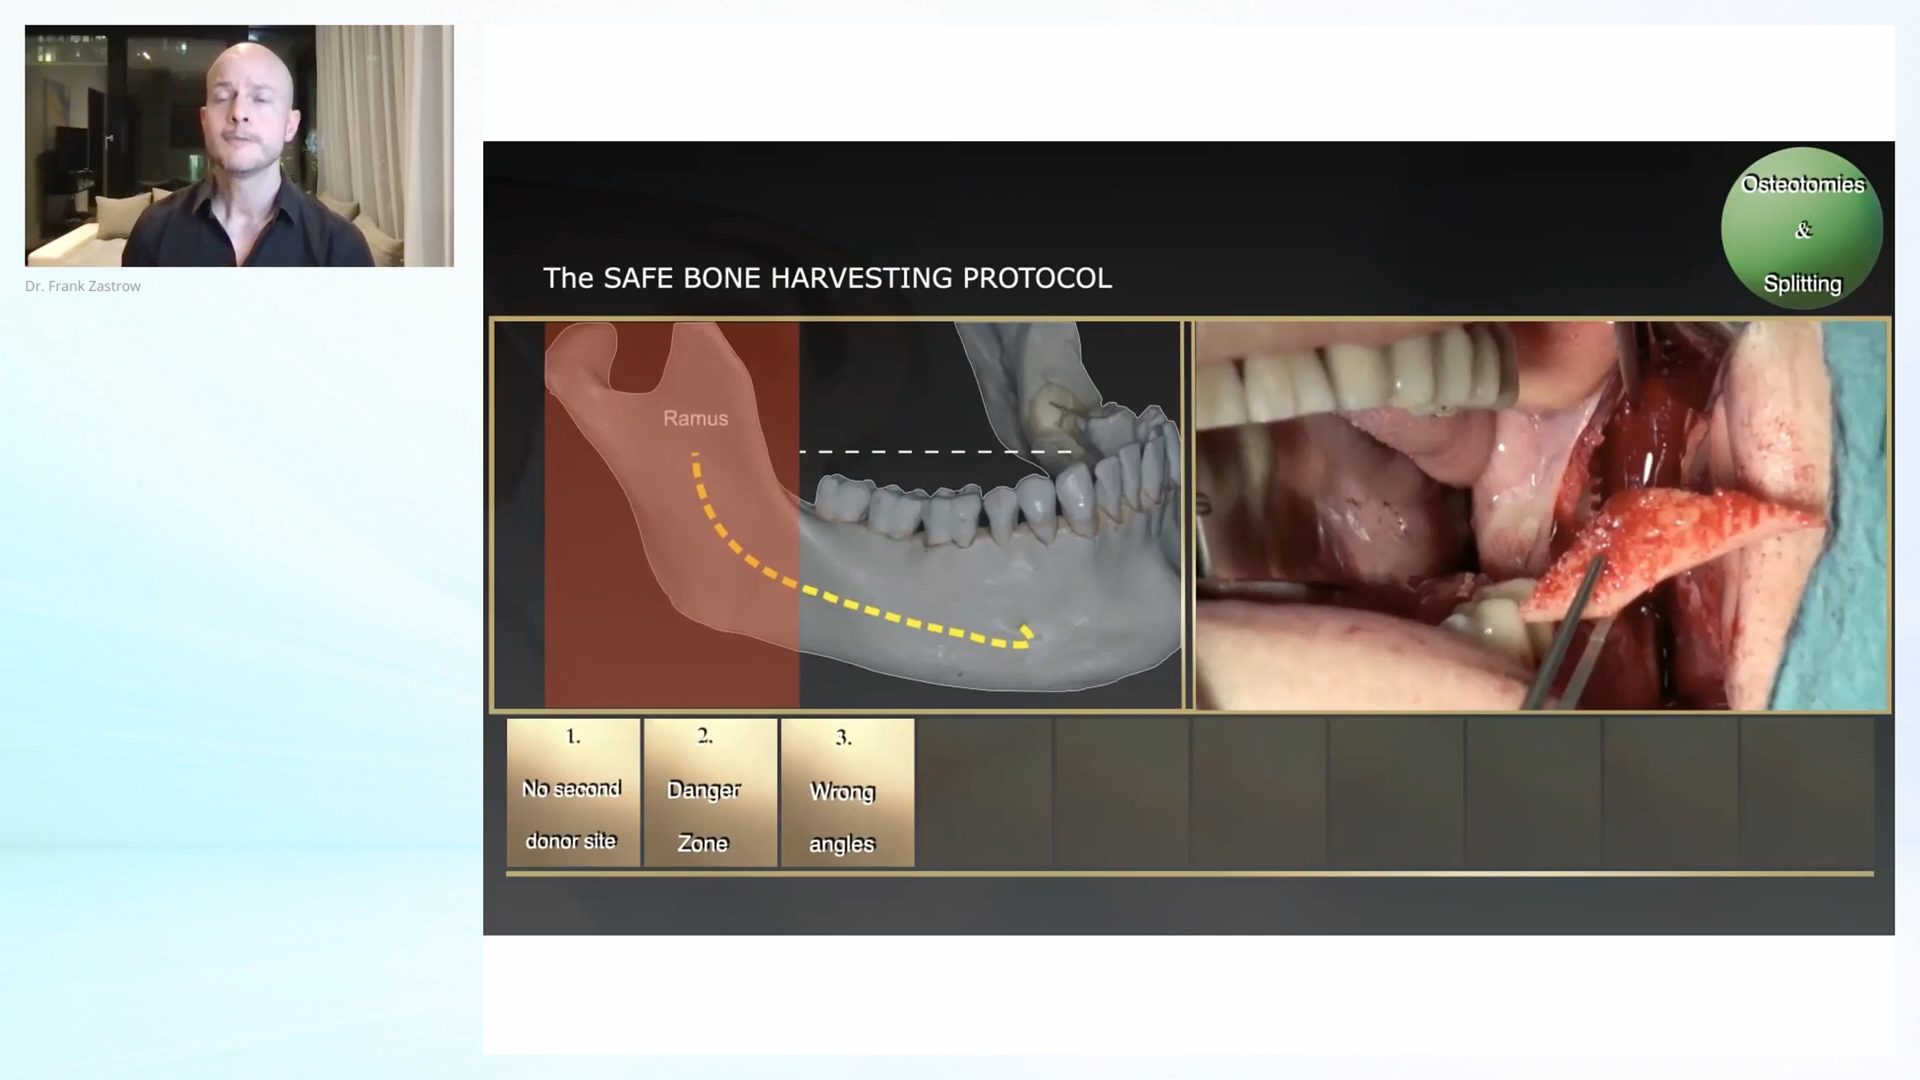 Dr. Frank Zastrow
Osteotomies
&
Splitting
The SAFE BONE HARVESTING PROTOCOL
Ramus
1.
No second
donor site
2.
Danger
Zone
3.
Wrong
angles